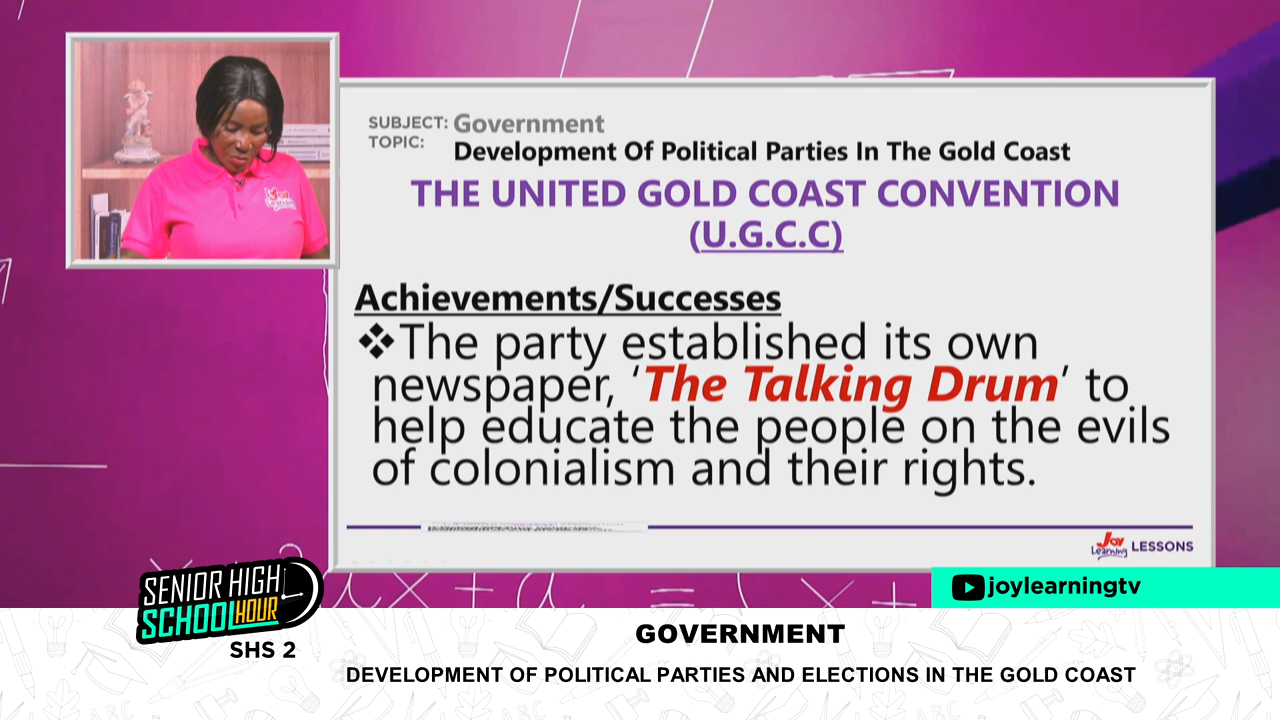 SUBJECT: Government
TOPIC: Development Of Political Parties In The Gold Coast
THE UNITED GOLD COAST CONVENTION
(U.G.C.C)
Achievements/Successes
❖The party established its own
newspaper, ‘The Talking Drum’ to
help educate the people on the evils
of colonialism and their rights.
Joy Learning LESSONS
joylearningtv
SENIOR HIGH
SCHOOL HOUR
SHS 2
GOVERNMENT
DEVELOPMENT OF POLITICAL PARTIES AND ELECTIONS IN THE GOLD COAST